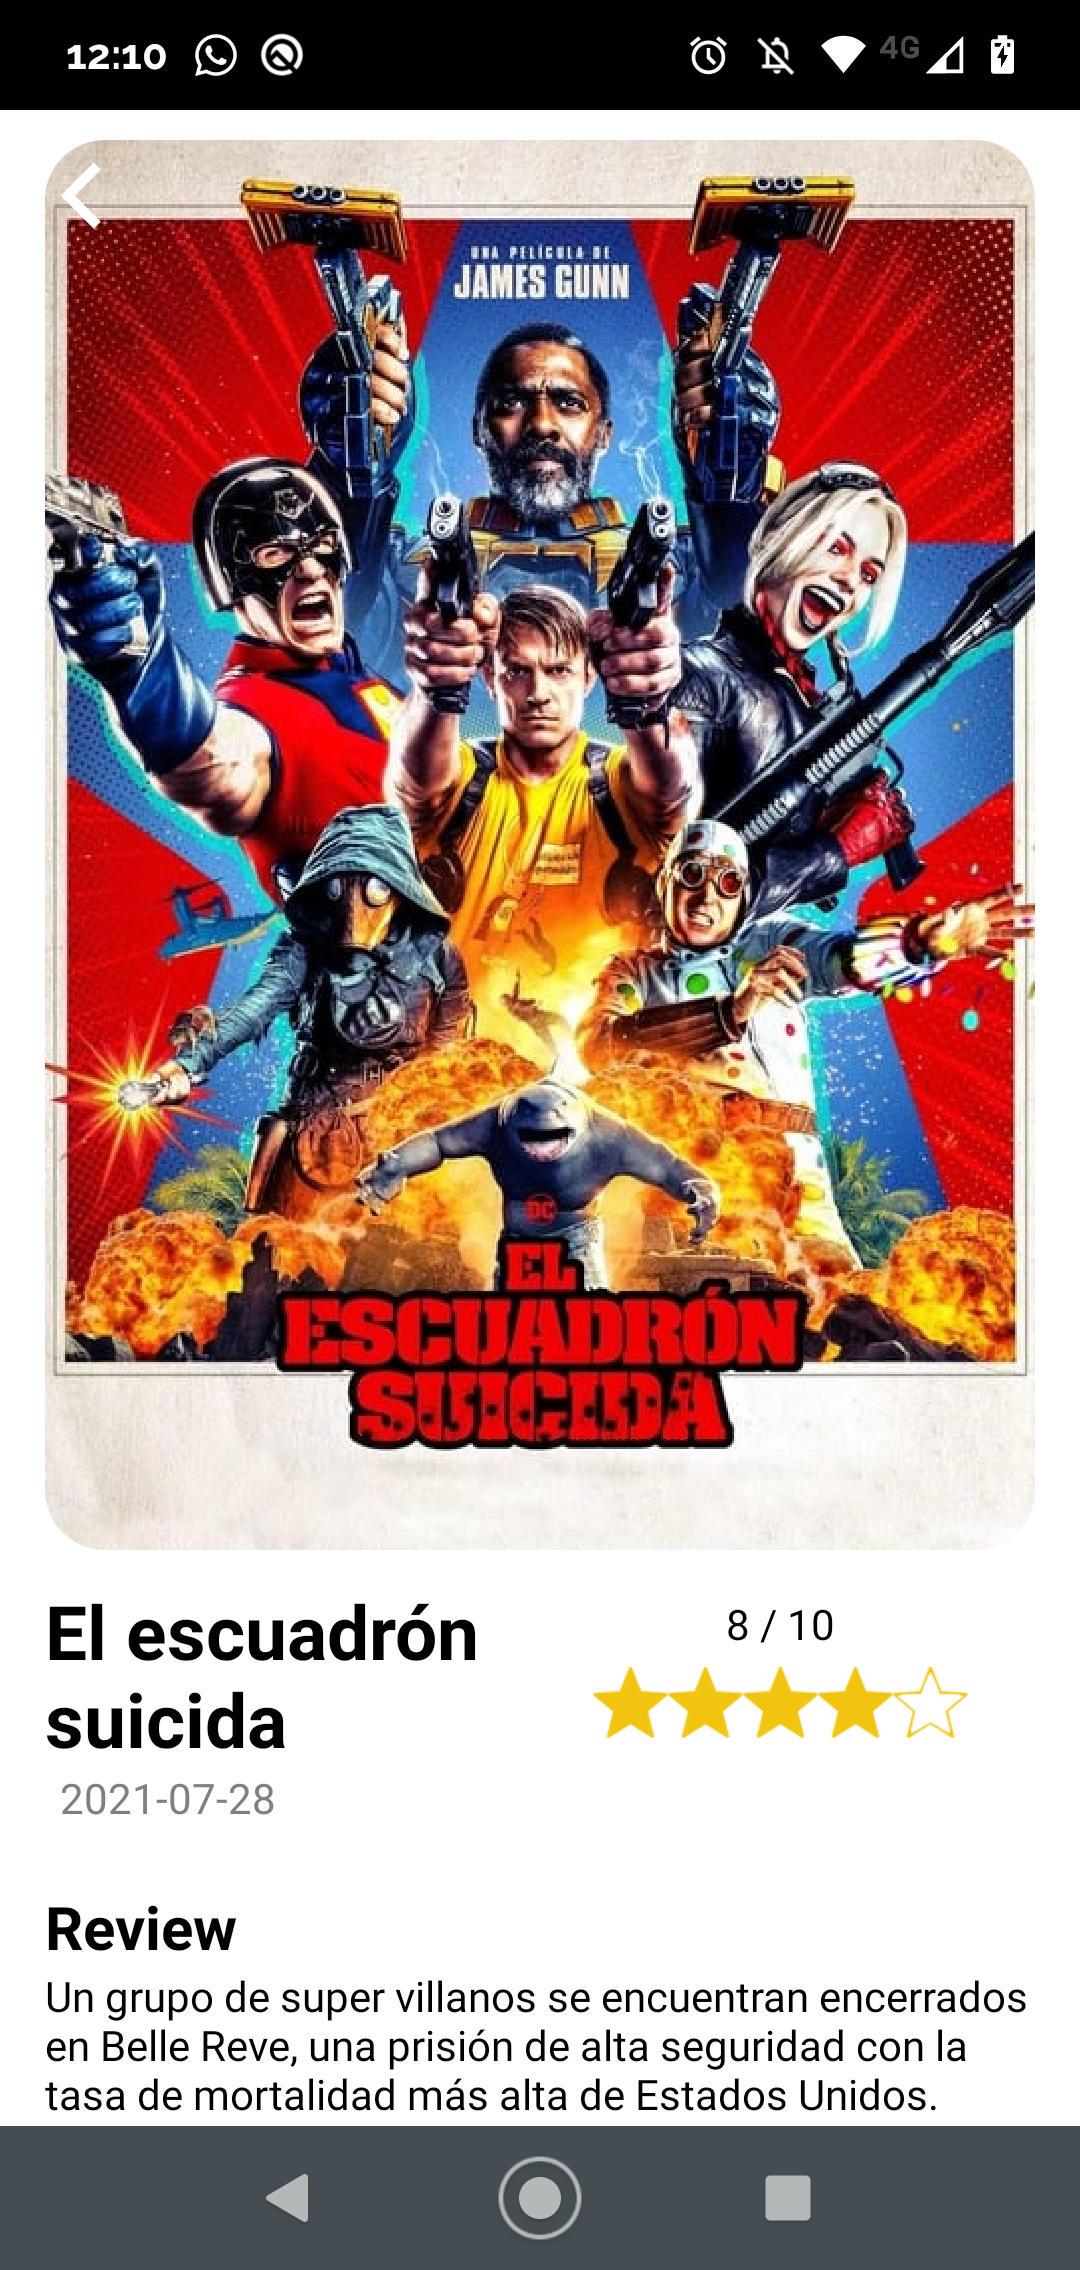 12:10
4G
UNA PELÍCULA DE
JAMES GUNN
DC
EL
ESCUADRÓN
SUICIDA
El escuadrón
suicida
8 / 10
2021-07-28
Review
Un grupo de super villanos se encuentran encerrados
en Belle Reve, una prisión de alta seguridad con la
tasa de mortalidad más alta de Estados Unidos.